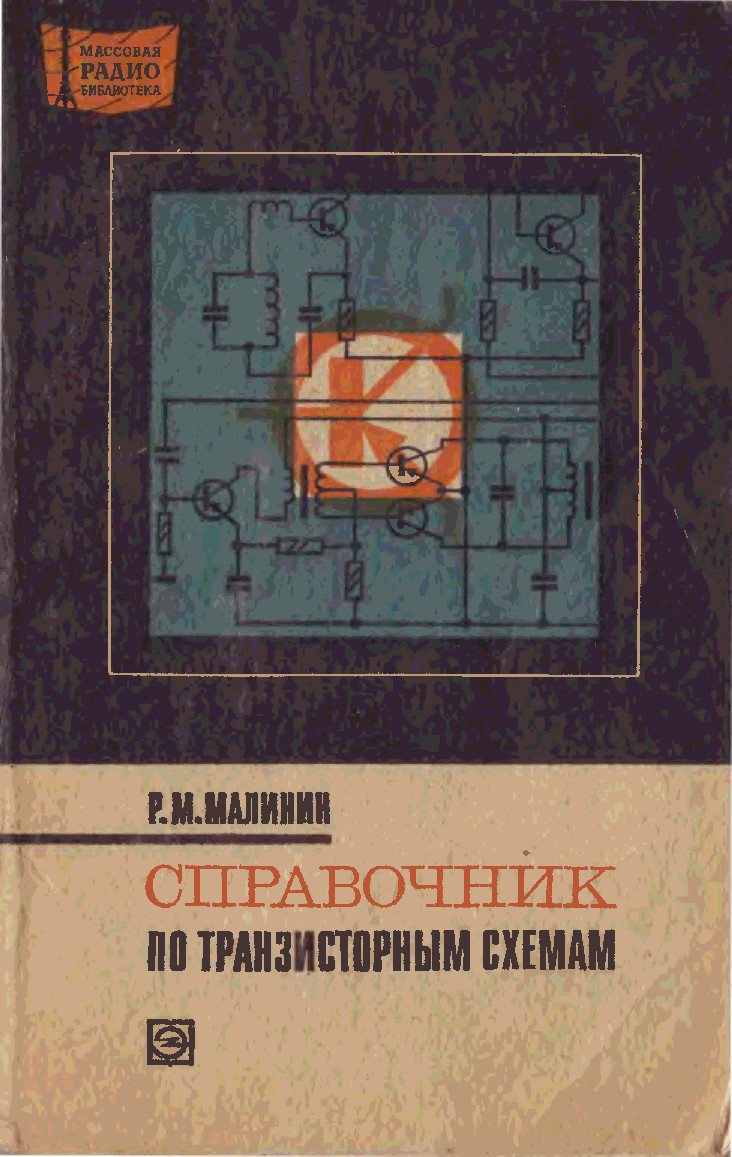 МАССОВАЯ
РАДИО
БИБЛИОТЕКА
Р. М. МАЛИНИН
СПРАВОЧНИК
ПО ТРАНЗИСТОРНЫМ СХЕМАМ